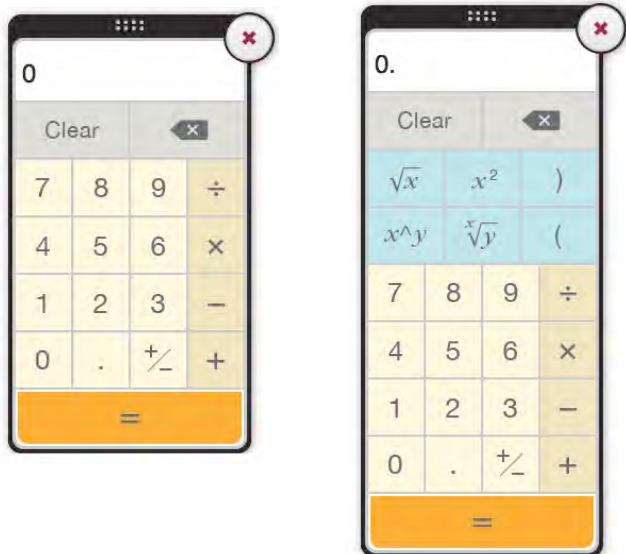 0
Clear
7 8 9 ÷
4 5 6 ×
1 2 3 −
0 . +/− +
=
0.
Clear
√x x² )
x^y ˣ√y (
7 8 9 ÷
4 5 6 ×
1 2 3 −
0 . +/− +
=